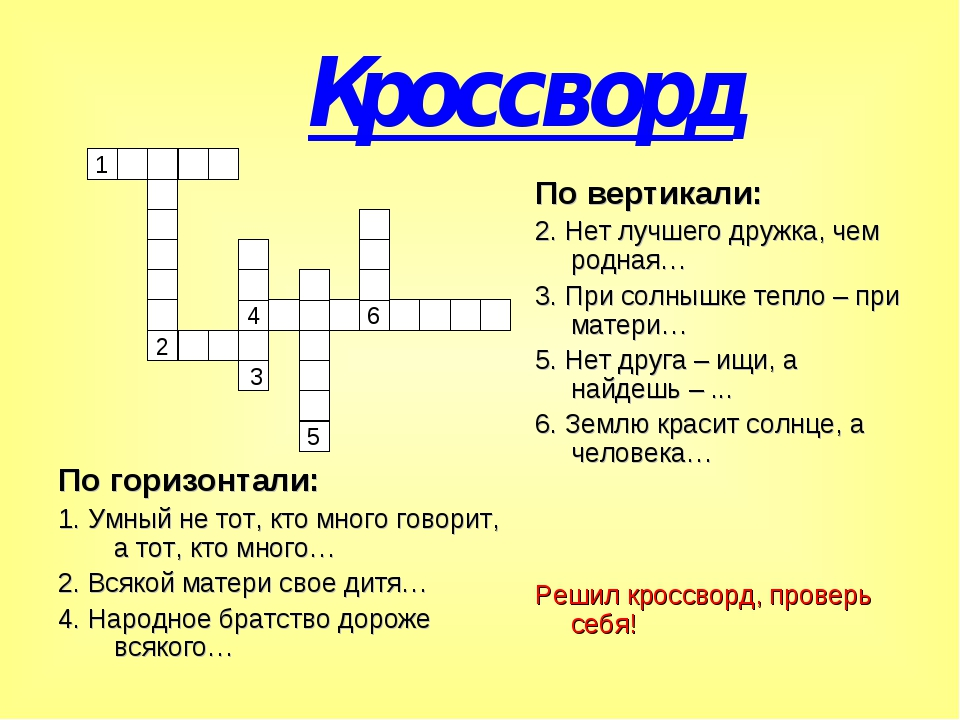 Кроссворд
1
4
6
2
3
5
По горизонтали:
1. Умный не тот, кто много говорит,
а тот, кто много…
2. Всякой матери свое дитя…
4. Народное братство дороже
всякого…
По вертикали:
2. Нет лучшего дружка, чем
родная…
3. При солнышке тепло – при
матери…
5. Нет друга – ищи, а
найдешь – ...
6. Землю красит солнце, а
человека…
Решил кроссворд, проверь
себя!